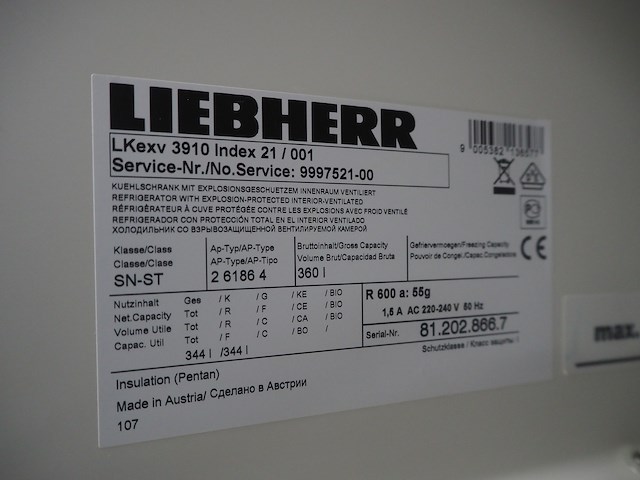 LIEBHERR
LKexv 3910 Index 21 / 001
Service-Nr./No.Service: 9997521-00
9 005382 136577
KUEHLSCHRANK MIT EXPLOSIONSGESCHUETZEM INNENRAUM VENTILIERT
REFRIGERATOR WITH EXPLOSION-PROTECTED INTERIOR-VENTILATED
RÉFRIGÉRATEUR À CUVE PROTÉGÉE CONTRE LES EXPLOSIONS AVEC FROID VENTILÉ
REFRIGERADOR CON PROTECCIÓN TOTAL EN EL INTERIOR VENTILADO
ХОЛОДИЛЬНИК СО ВЗРЫВОЗАЩИЩЕННОЙ ВЕНТИЛИРУЕМОЙ КАМЕРОЙ
Klasse/Class
Classe/Clase
SN-ST
Ap-Typ/AP-Type
AP-Type/AP-Tipo
2 6186 4
Bruttoinhalt/Gross Capacity
Volume Brut/Capacidad Bruta
360 l
Gefriervermoegen/Freezing Capacity
Pouvoir de Congel./Capac.Congeladora
CE
Nutzinhalt Ges / K / G / KE / BIO
Net.Capacity Tot / R / F / CE / BIO
Volume Utile Tot / R / C / CA / BIO
Capac. Util Tot / F / C / BO /
344 l /344 l
R 600 a: 55g
1,5 A AC 220-240 V 50 Hz
Serial-Nr. 81.202.866.7
Schutzklasse / Класс защиты I
Insulation (Pentan)
Made in Austria/ Сделано в Австрии
107
max.